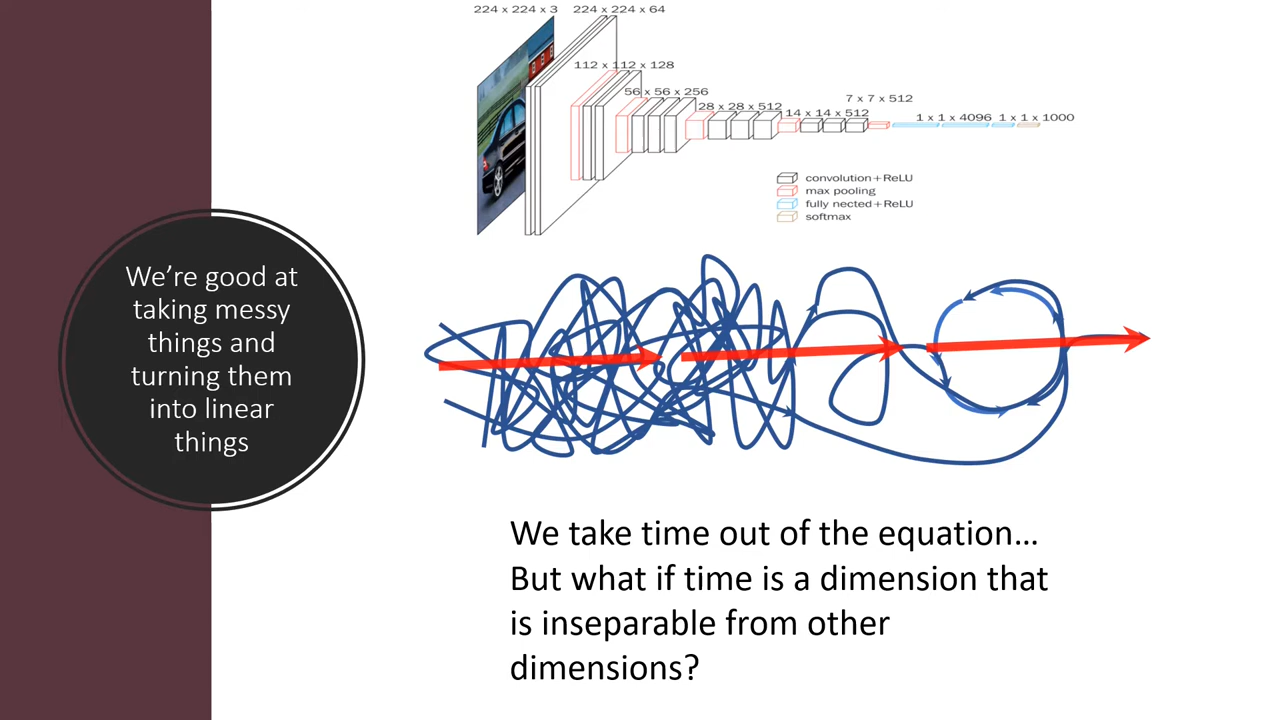 224 x 224 x 3 224 x 224 x 64
112 x 112 x 128
56 x 56 x 256
28 x 28 x 512
14 x 14 x 512
7 x 7 x 512
1 x 1 x 4096 1 x 1 x 1000
convolution+ReLU
max pooling
fully nected+ReLU
softmax
We’re good at
taking messy
things and
turning them
into linear
things
We take time out of the equation…
But what if time is a dimension that
is inseparable from other
dimensions?